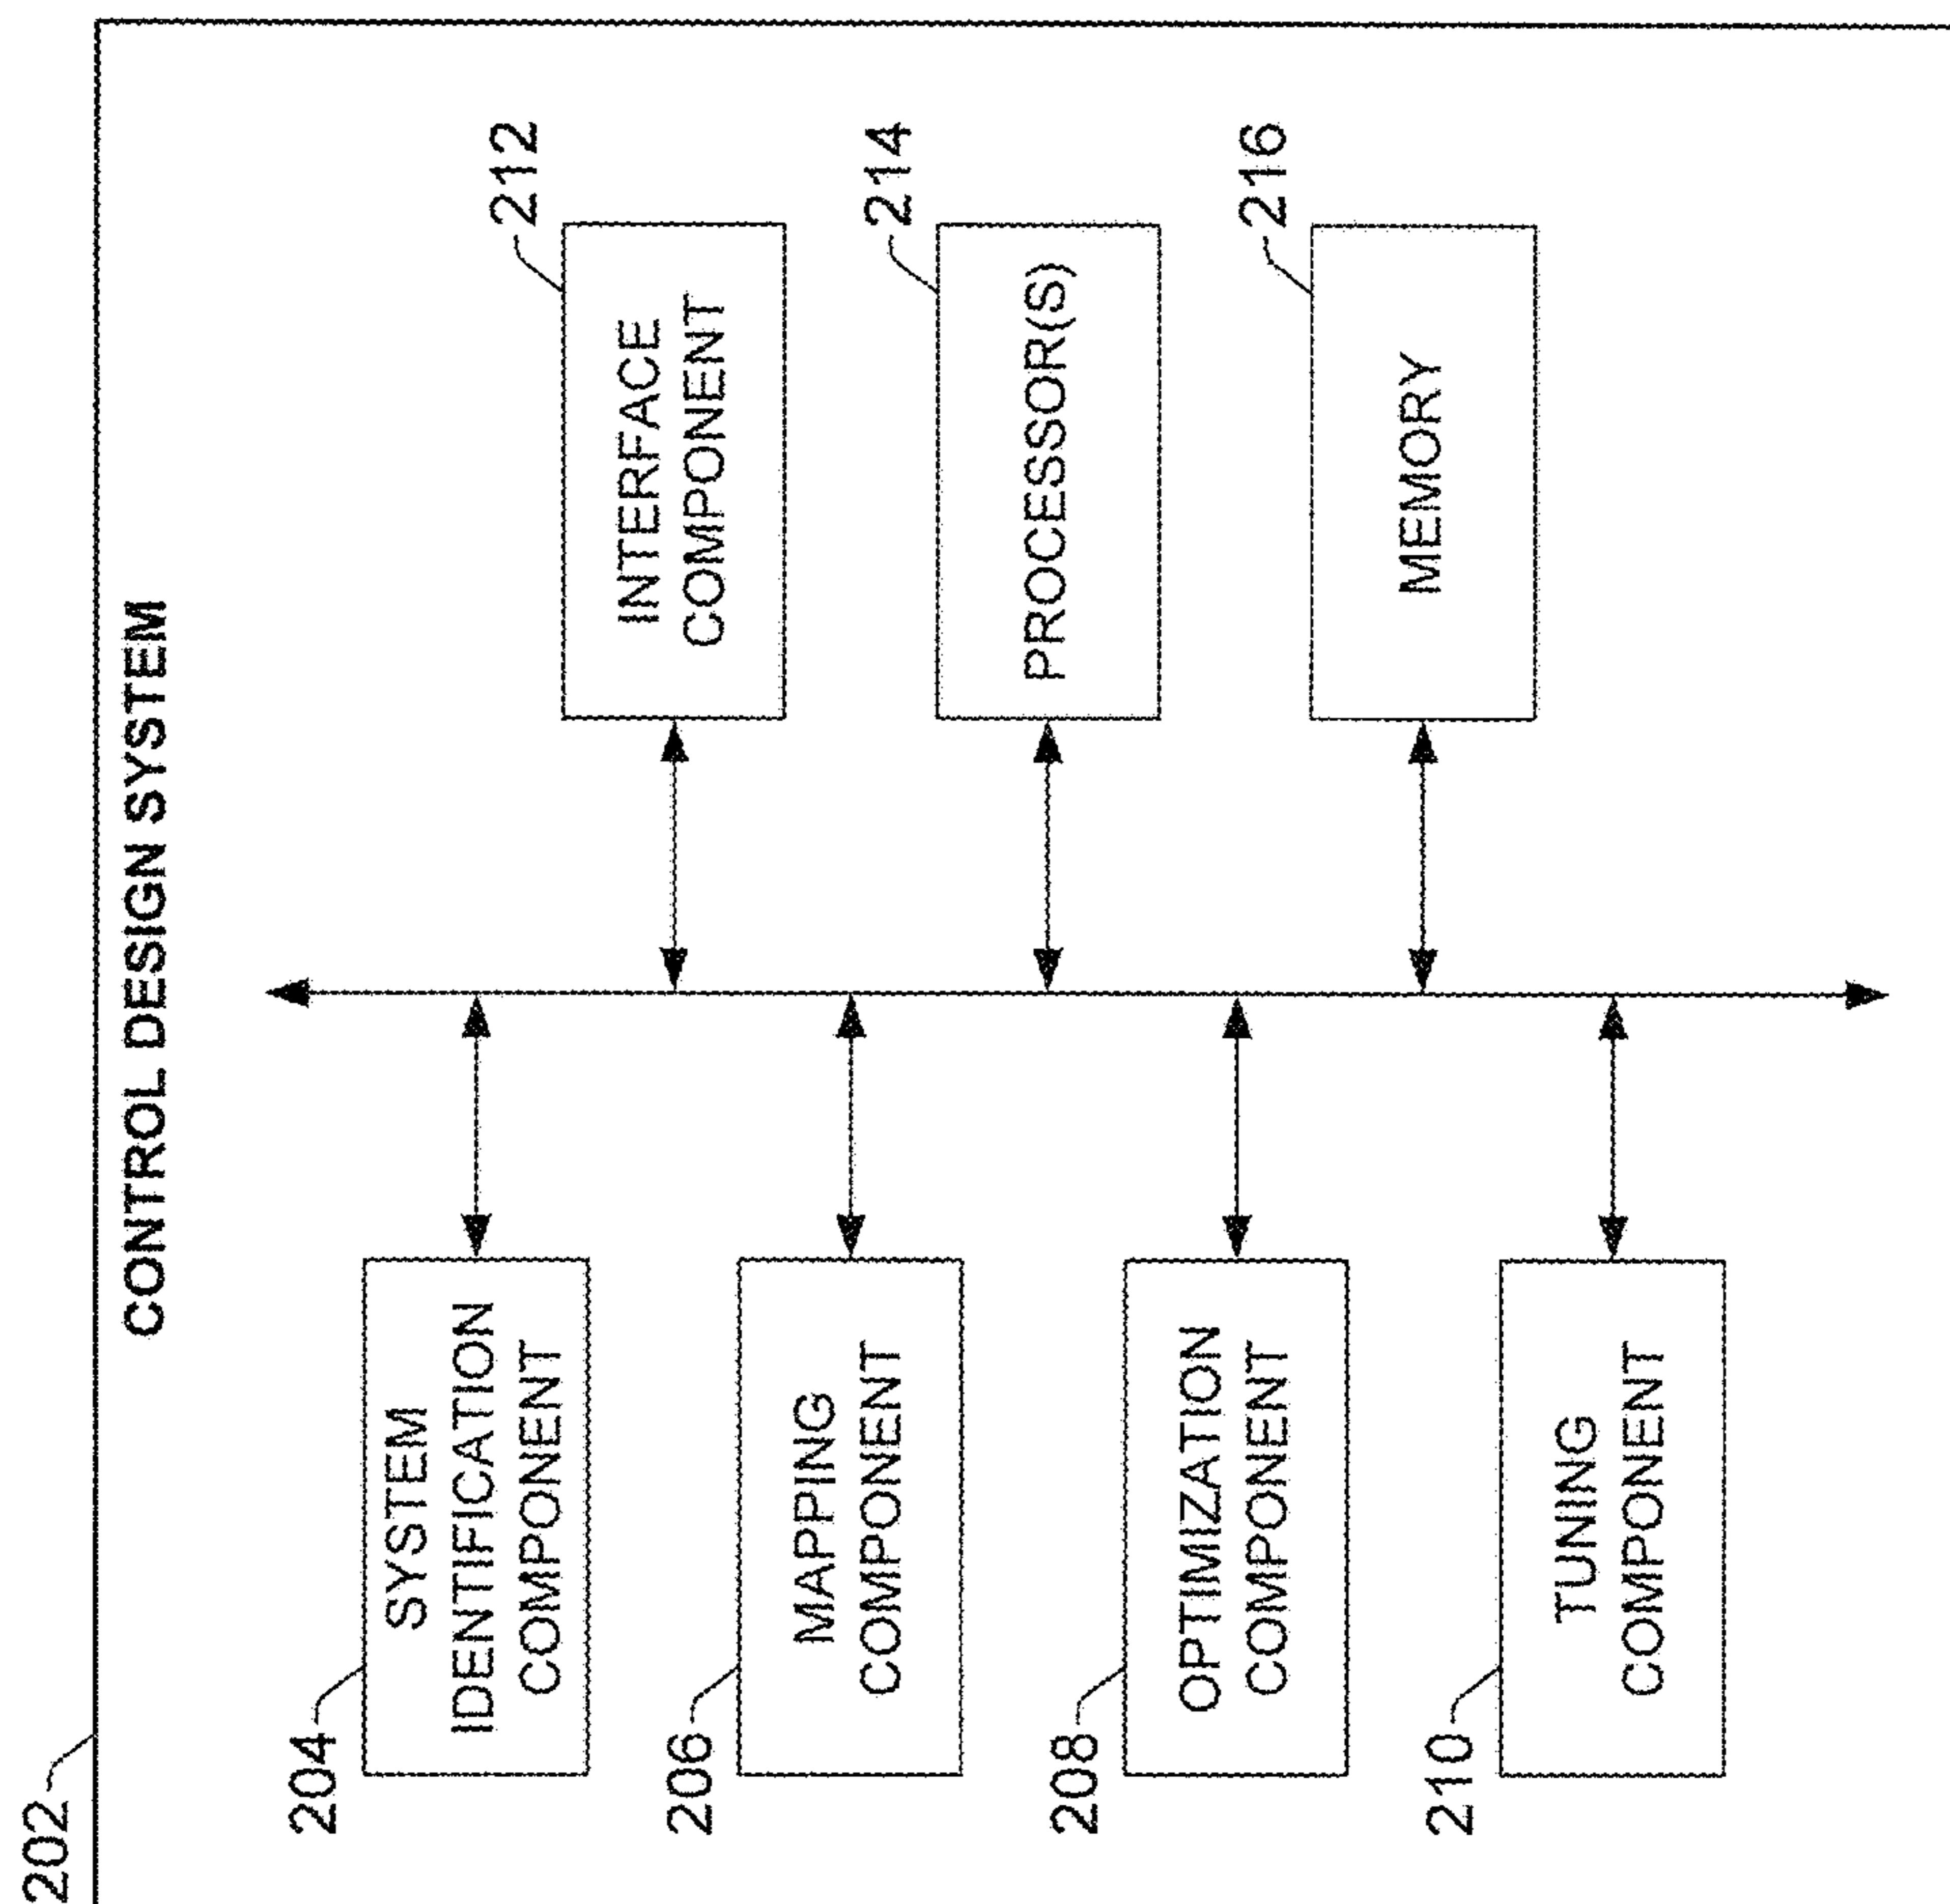 202
CONTROL DESIGN SYSTEM
204
SYSTEM
IDENTIFICATION
COMPONENT
206
MAPPING
COMPONENT
208
OPTIMIZATION
COMPONENT
210
TUNING
COMPONENT
212
INTERFACE
COMPONENT
214
PROCESSOR(S)
216
MEMORY